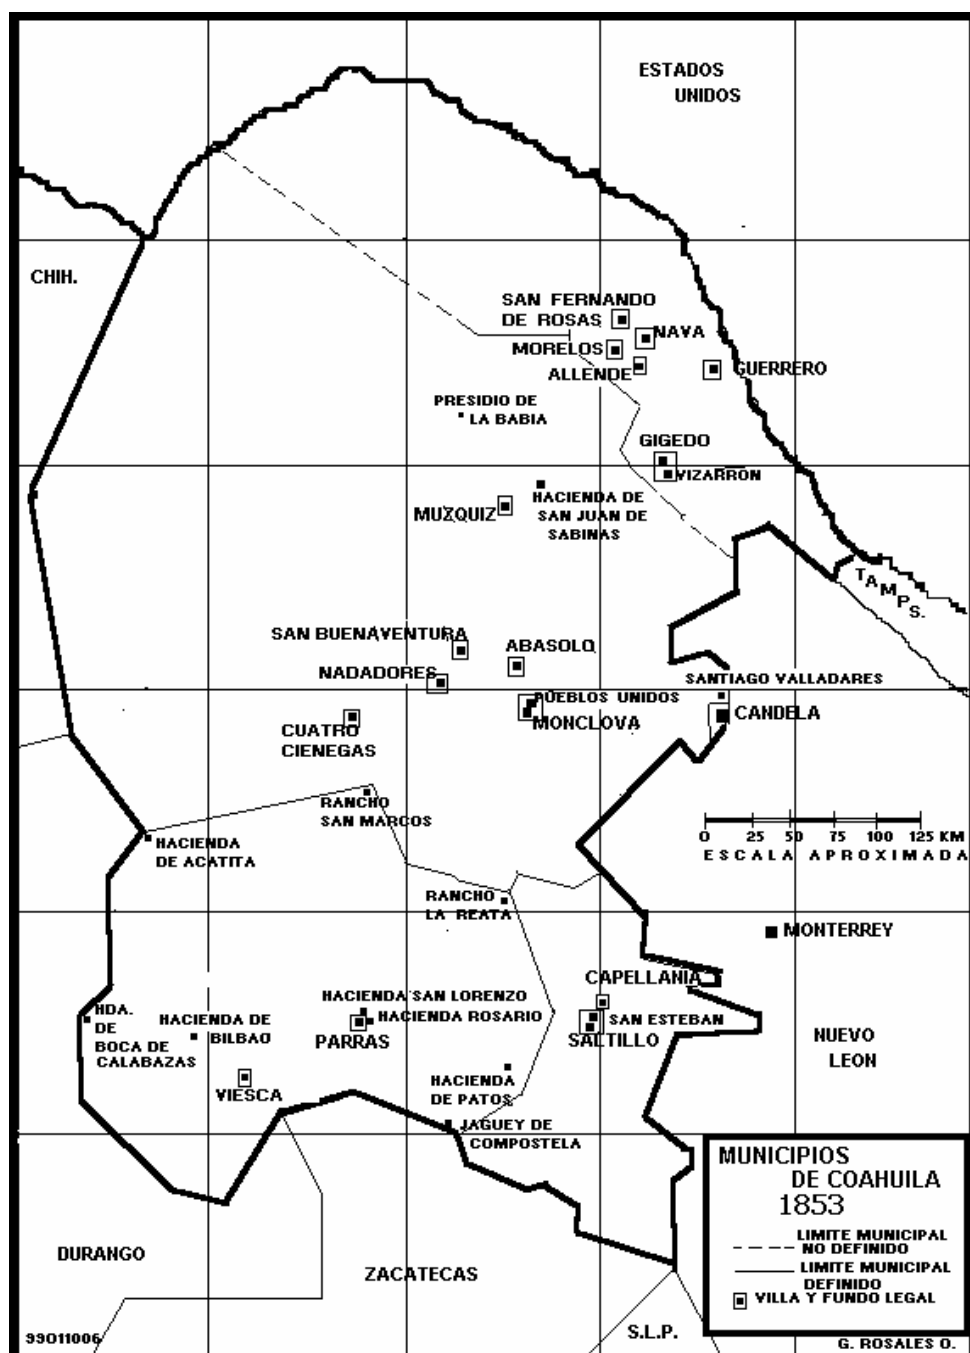 ESTADOS
UNIDOS
CHIH.
SAN FERNANDO
DE ROSAS
NAVA
MORELOS
ALLENDE
GUERRERO
PRESIDIO DE
LA BABIA
GIGEDO
VIZARRON
HACIENDA DE
SAN JUAN DE
SABINAS
MUZQUIZ
TAMPS.
SAN BUENAVENTURA
ABASOLO
NADADORES
SANTIAGO VALLADARES
PUEBLOS UNIDOS
MONCLOVA
CANDELA
CUATRO
CIENEGAS
RANCHO
SAN MARCOS
0 25 50 75 100 125 KM
ESCALA APROXIMADA
HACIENDA
DE ACATITA
RANCHO
LA REATA
MONTERREY
CAPELLANIA
HACIENDA SAN LORENZO
HACIENDA ROSARIO
PARRAS
HDA.
DE
BOCA DE
CALABAZAS
HACIENDA DE
BILBAO
SAN ESTEBAN
SALTILLO
NUEVO
LEON
VIESCA
HACIENDA
DE PATOS
JAGUEY DE
COMPOSTELA
MUNICIPIOS
DE COAHUILA
1853
LIMITE MUNICIPAL
NO DEFINIDO
LIMITE MUNICIPAL
DEFINIDO
VILLA Y FUNDO LEGAL
DURANGO
ZACATECAS
S.L.P.
99011006
G. ROSALES O.